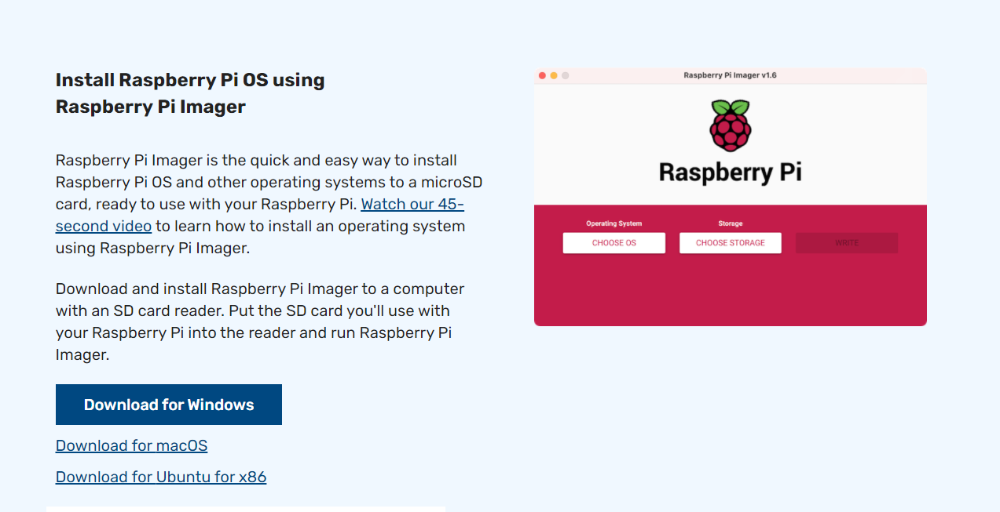 Install Raspberry Pi OS using
Raspberry Pi Imager
Raspberry Pi Imager is the quick and easy way to install
Raspberry Pi OS and other operating systems to a microSD
card, ready to use with your Raspberry Pi. Watch our 45-
second video to learn how to install an operating system
using Raspberry Pi Imager.
Download and install Raspberry Pi Imager to a computer
with an SD card reader. Put the SD card you'll use with
your Raspberry Pi into the reader and run Raspberry Pi
Imager.
Download for Windows
Download for macOS
Download for Ubuntu for x86
Raspberry Pi Imager v1.6
Raspberry Pi
Operating System
Storage
CHOOSE OS
CHOOSE STORAGE
WRITE